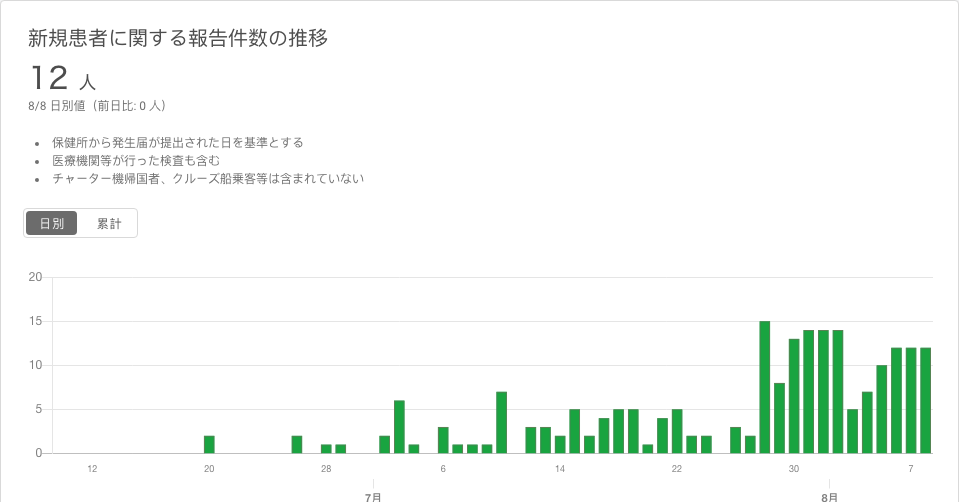 新規患者に関する報告件数の推移
12 人
8/8 日別値（前日比: 0 人）
保健所から発生届が提出された日を基準とする
医療機関等が行った検査も含む
チャーター機帰国者、クルーズ船乗客等は含まれていない
日別 累計
20
15
10
5
0
12 20 28 6 14 22 30 7
7月 8月